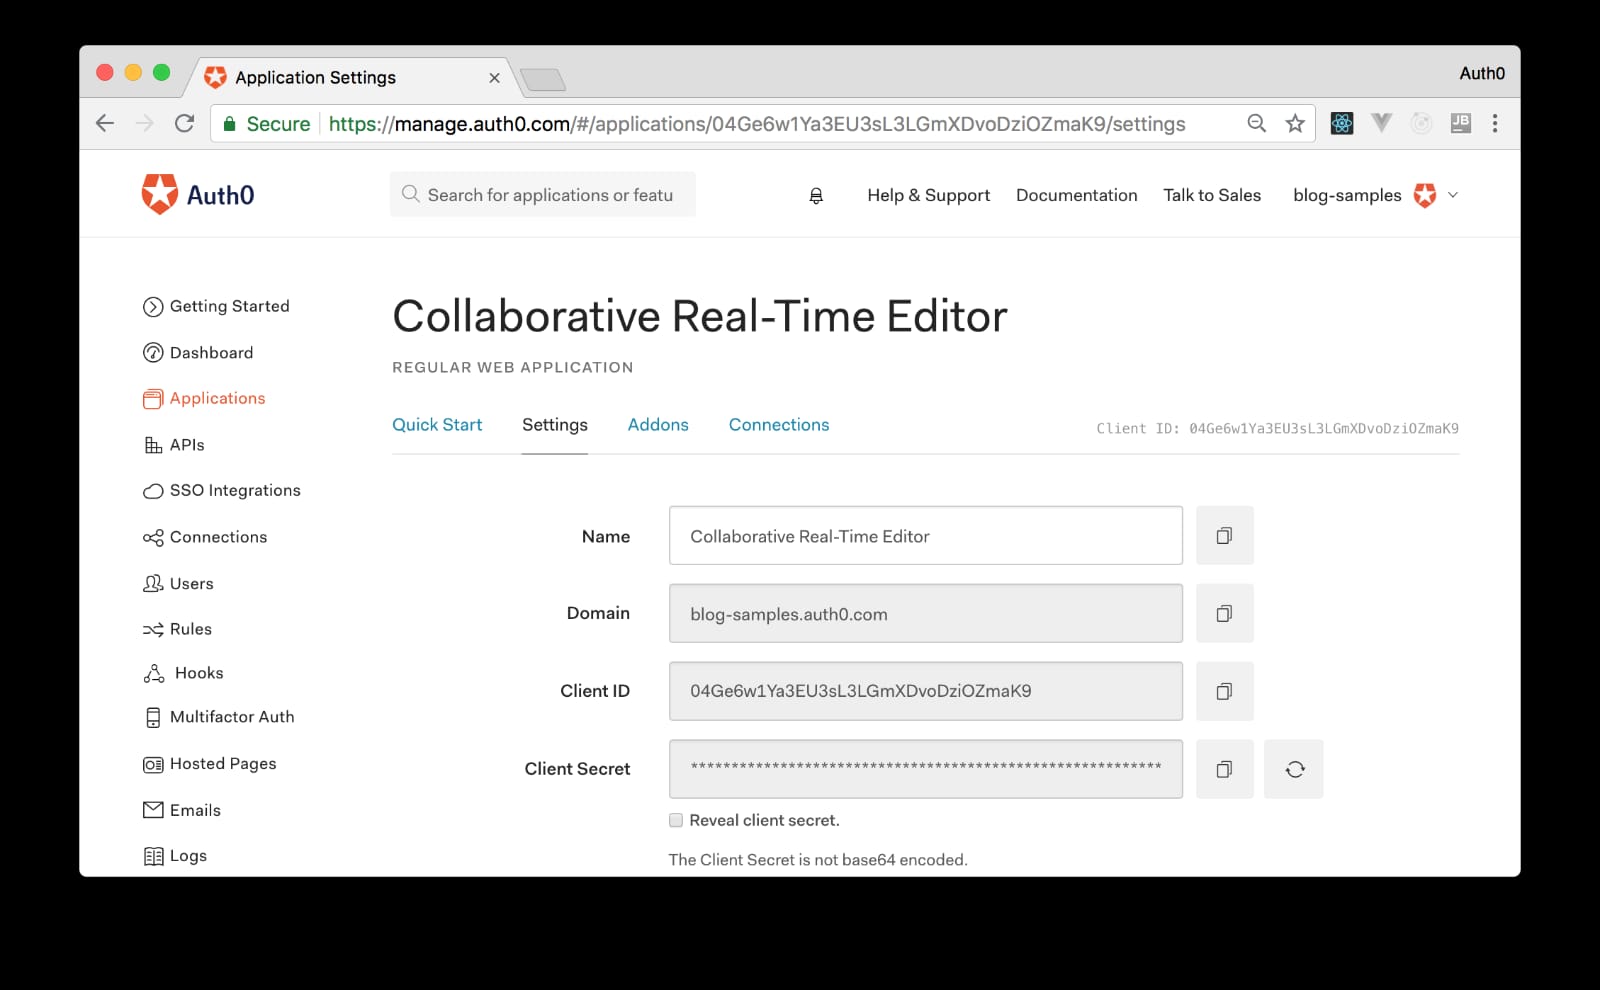 Application Settings
Auth0
Secure https://manage.auth0.com/#/applications/04Ge6w1Ya3EU3sL3LGmXDvoDziOZmaK9/settings
JB
Auth0
Search for applications or featu
Help & Support
Documentation
Talk to Sales
blog-samples
Getting Started
Dashboard
Applications
APIs
SSO Integrations
Connections
Users
Rules
Hooks
Multifactor Auth
Hosted Pages
Emails
Logs
Collaborative Real-Time Editor
REGULAR WEB APPLICATION
Quick Start
Settings
Addons
Connections
Client ID: 04Ge6w1Ya3EU3sL3LGmXDvoDziOZmaK9
Name
Collaborative Real-Time Editor
Domain
blog-samples.auth0.com
Client ID
04Ge6w1Ya3EU3sL3LGmXDvoDziOZmaK9
Client Secret
**********************************************************
Reveal client secret.
The Client Secret is not base64 encoded.